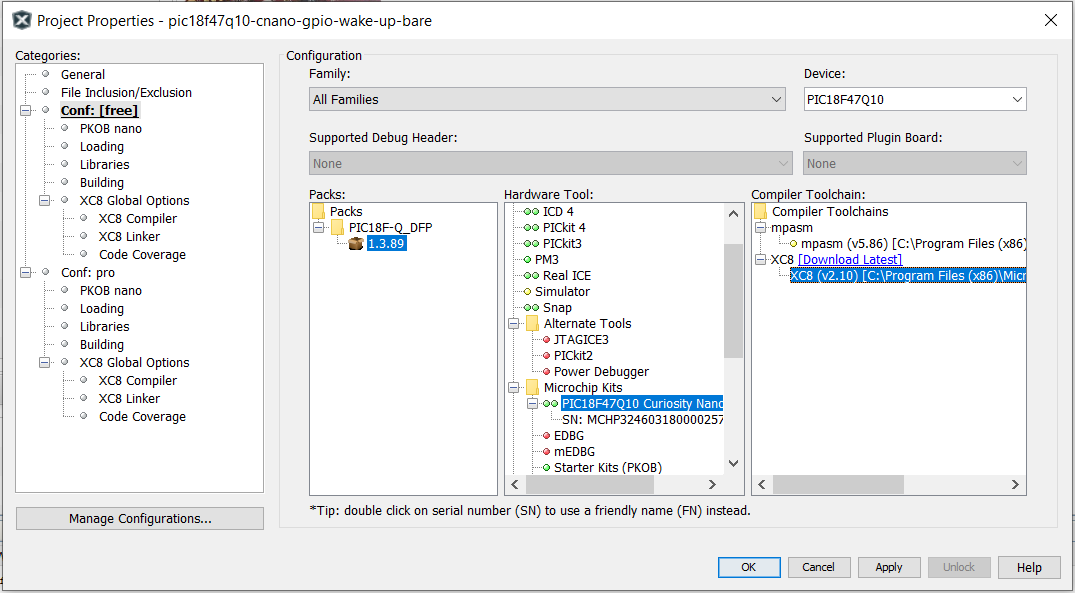 Project Properties - pic18f47q10-cnano-gpio-wake-up-bare
Categories:
General
File Inclusion/Exclusion
Conf: [free]
PKOB nano
Loading
Libraries
Building
XC8 Global Options
XC8 Compiler
XC8 Linker
Code Coverage
Conf: pro
PKOB nano
Loading
Libraries
Building
XC8 Global Options
XC8 Compiler
XC8 Linker
Code Coverage
Manage Configurations...
Configuration
Family:
All Families
Device:
PIC18F47Q10
Supported Debug Header:
None
Supported Plugin Board:
None
Packs:
Packs
PIC18F-Q_DFP
1.3.89
Hardware Tool:
ICD 4
PICkit 4
PICkit3
PM3
Real ICE
Simulator
Snap
Alternate Tools
JTAGICE3
PICkit2
Power Debugger
Microchip Kits
PIC18F47Q10 Curiosity Nano
SN: MCHP324603180000257
EDBG
mEDBG
Starter Kits (PKOB)
Compiler Toolchain:
Compiler Toolchains
mpasm
mpasm (v5.86) [C:\Program Files (x86)
XC8 [Download Latest]
XC8 (v2.10) [C:\Program Files (x86)\Micr
*Tip: double click on serial number (SN) to use a friendly name (FN) instead.
OK
Cancel
Apply
Unlock
Help